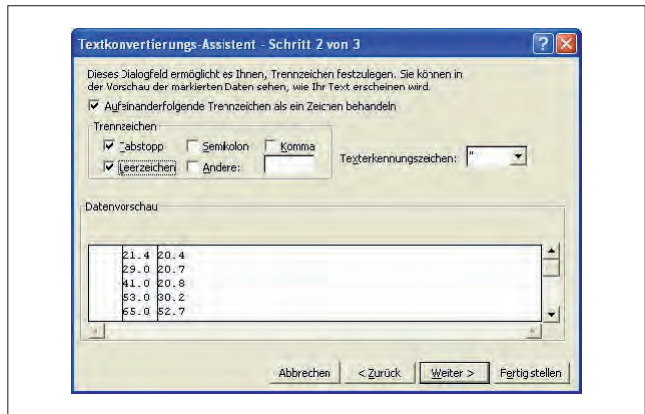 Textkonvertierungs-Assistent - Schritt 2 von 3
Dieses Dialogfeld ermöglicht es Ihnen, Trennzeichen festzulegen. Sie können in
der Vorschau der markierten Daten sehen, wie Ihr Text erscheinen wird.
Aufeinanderfolgende Trennzeichen als ein Zeichen behandeln
Trennzeichen
Tabstopp Semikolon Komma
Leerzeichen Andere:
Texterkennungszeichen: "
Datenvorschau
21.4 20.4
29.0 20.7
41.0 20.8
53.0 30.2
65.0 52.7
Abbrechen < Zurück Weiter > Fertig stellen